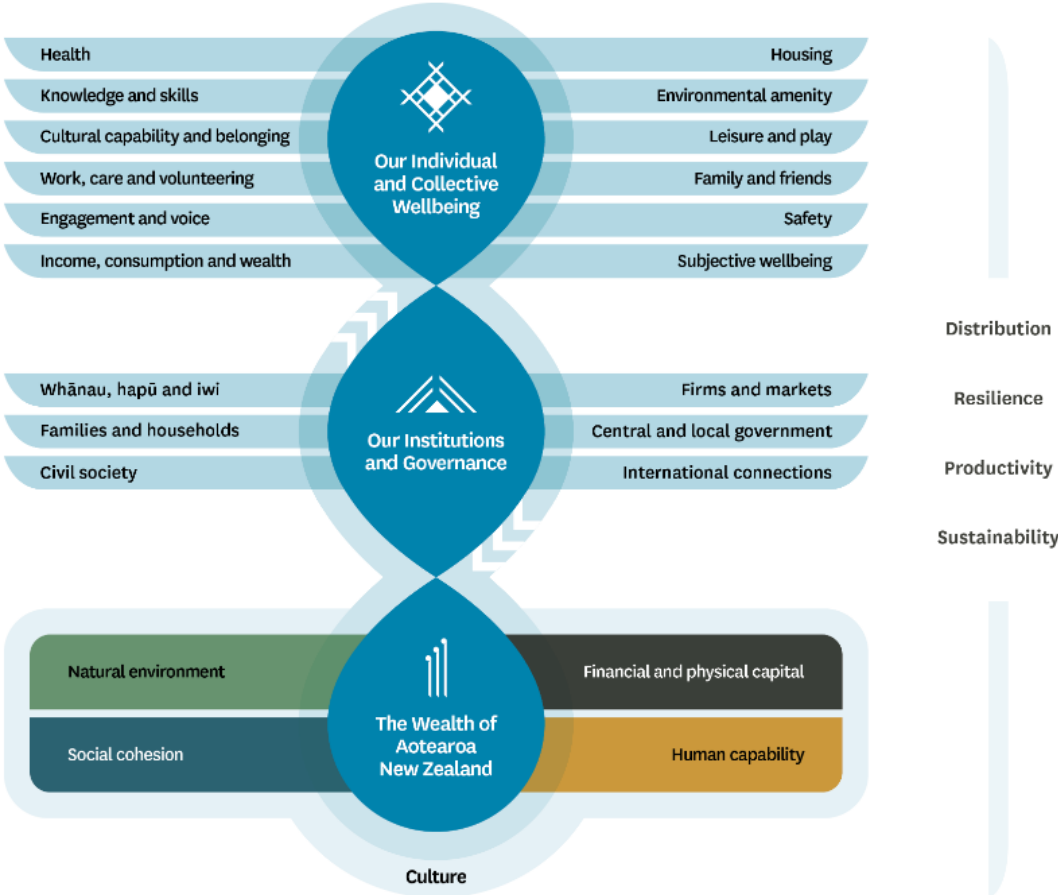 Health
Housing
Knowledge and skills
Environmental amenity
Cultural capability and belonging
Leisure and play
Work, care and volunteering
Family and friends
Engagement and voice
Safety
Income, consumption and wealth
Subjective wellbeing
Our Individual
and Collective
Wellbeing
Whānau, hapū and iwi
Firms and markets
Families and households
Central and local government
Civil society
International connections
Our Institutions
and Governance
Natural environment
Financial and physical capital
Social cohesion
Human capability
The Wealth of
Aotearoa
New Zealand
Culture
Distribution
Resilience
Productivity
Sustainability